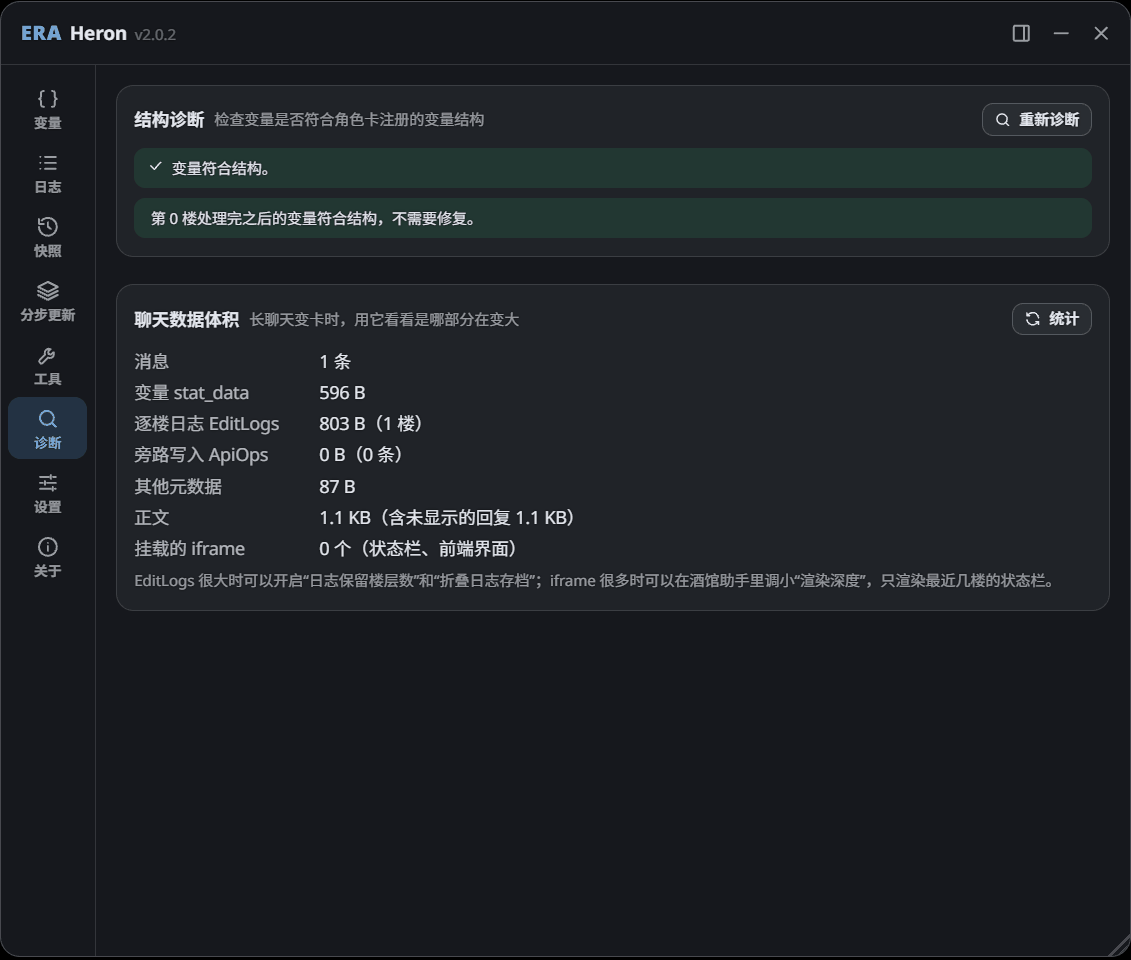 ERA Heron v2.0.2
变量
日志
快照
分步更新
工具
诊断
设置
关于
结构诊断 检查变量是否符合角色卡注册的变量结构 重新诊断
变量符合结构。
第 0 楼处理完之后的变量符合结构，不需要修复。
聊天数据体积 长聊天变卡时，用它看看是哪部分在变大 统计
消息 1 条
变量 stat_data 596 B
逐楼日志 EditLogs 803 B（1 楼）
旁路写入 ApiOps 0 B（0 条）
其他元数据 87 B
正文 1.1 KB（含未显示的回复 1.1 KB）
挂载的 iframe 0 个（状态栏、前端界面）
EditLogs 很大时可以开启“日志保留楼层数”和“折叠日志存档”；iframe 很多时可以在酒馆助手里调小“渲染深度”，只渲染最近几楼的状态栏。